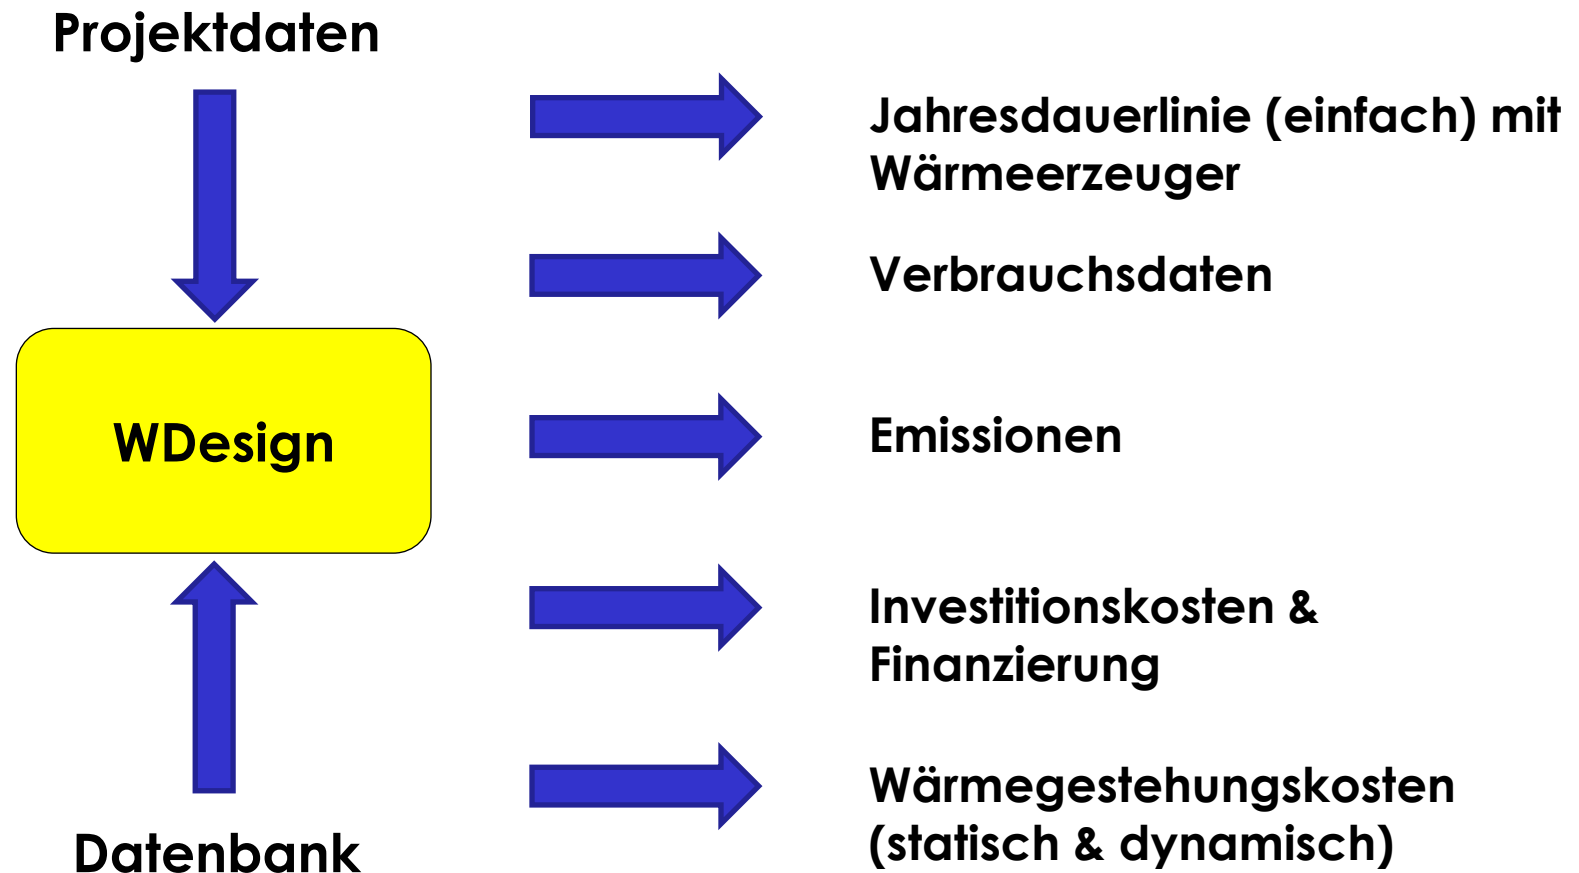 Projektdaten
WDesign
Datenbank
Jahresdauerlinie (einfach) mit
Wärmeerzeuger
Verbrauchsdaten
Emissionen
Investitionskosten &
Finanzierung
Wärmegestehungskosten
(statisch & dynamisch)